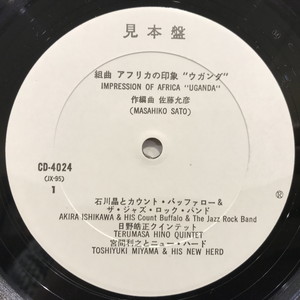 見本盤
組曲 アフリカの印象 "ウガンダ"
IMPRESSION OF AFRICA "UGANDA"
作編曲 佐藤允彦
(MASAHIKO SATO)
CD-4024
(JX-95)
1
Ⓡ
石川晶とカウント・バッファロー&
ザ・ジャズ・ロック・バンド
AKIRA ISHIKAWA & HIS Count Buffalo & The Jazz Rock Band
日野皓正クインテット
TERUMASA HINO QUINTET
宮間利之とニュー・ハード
TOSHIYUKI MIYAMA & HIS NEW HERD